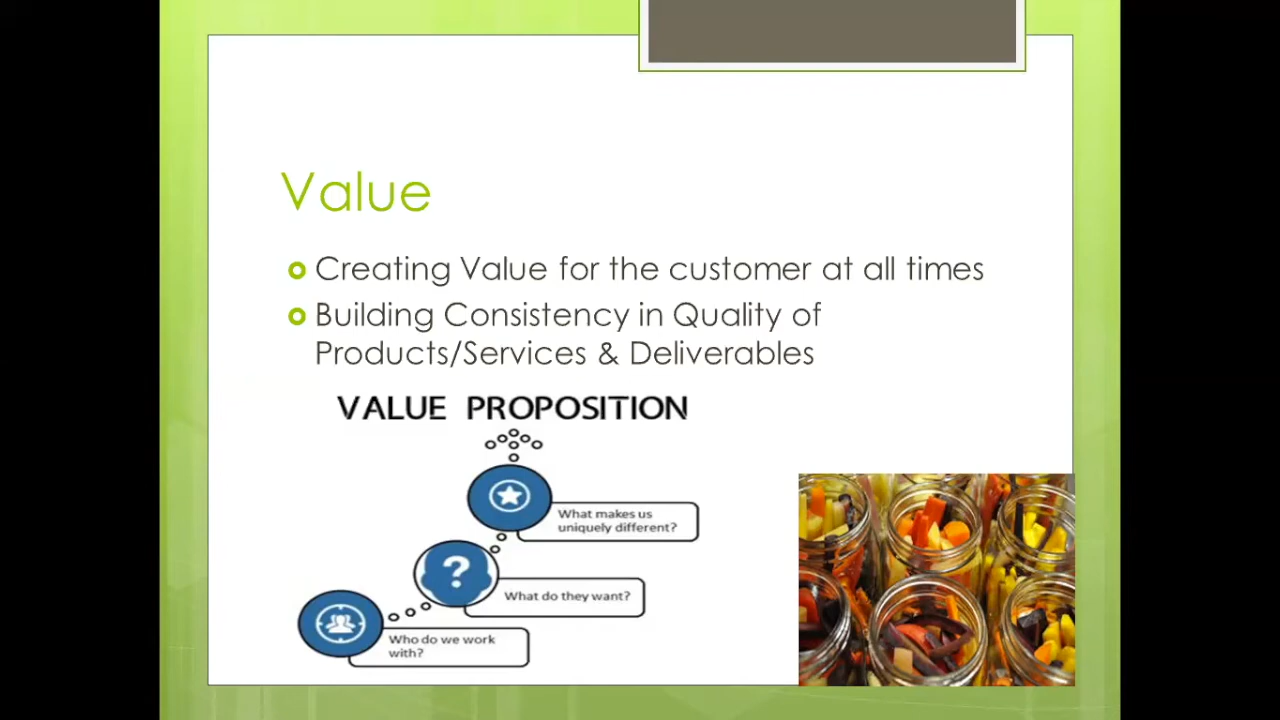 Value
Creating Value for the customer at all times
Building Consistency in Quality of
Products/Services & Deliverables
VALUE PROPOSITION
What makes us
uniquely different?
?
What do they want?
Who do we work
with?